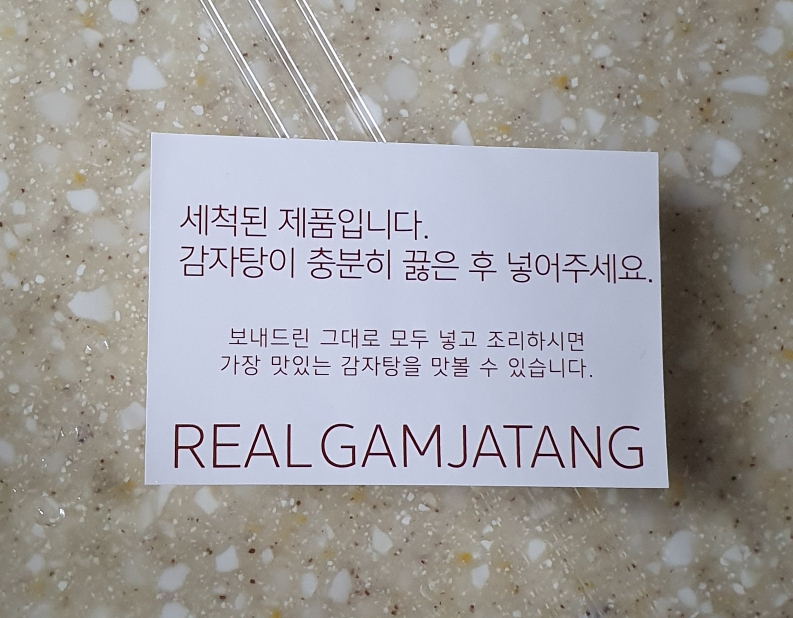 세척된 제품입니다.
감자탕이 충분히 끓은 후 넣어주세요.
보내드린 그대로 모두 넣고 조리하시면
가장 맛있는 감자탕을 맛볼 수 있습니다.
REAL GAMJATANG